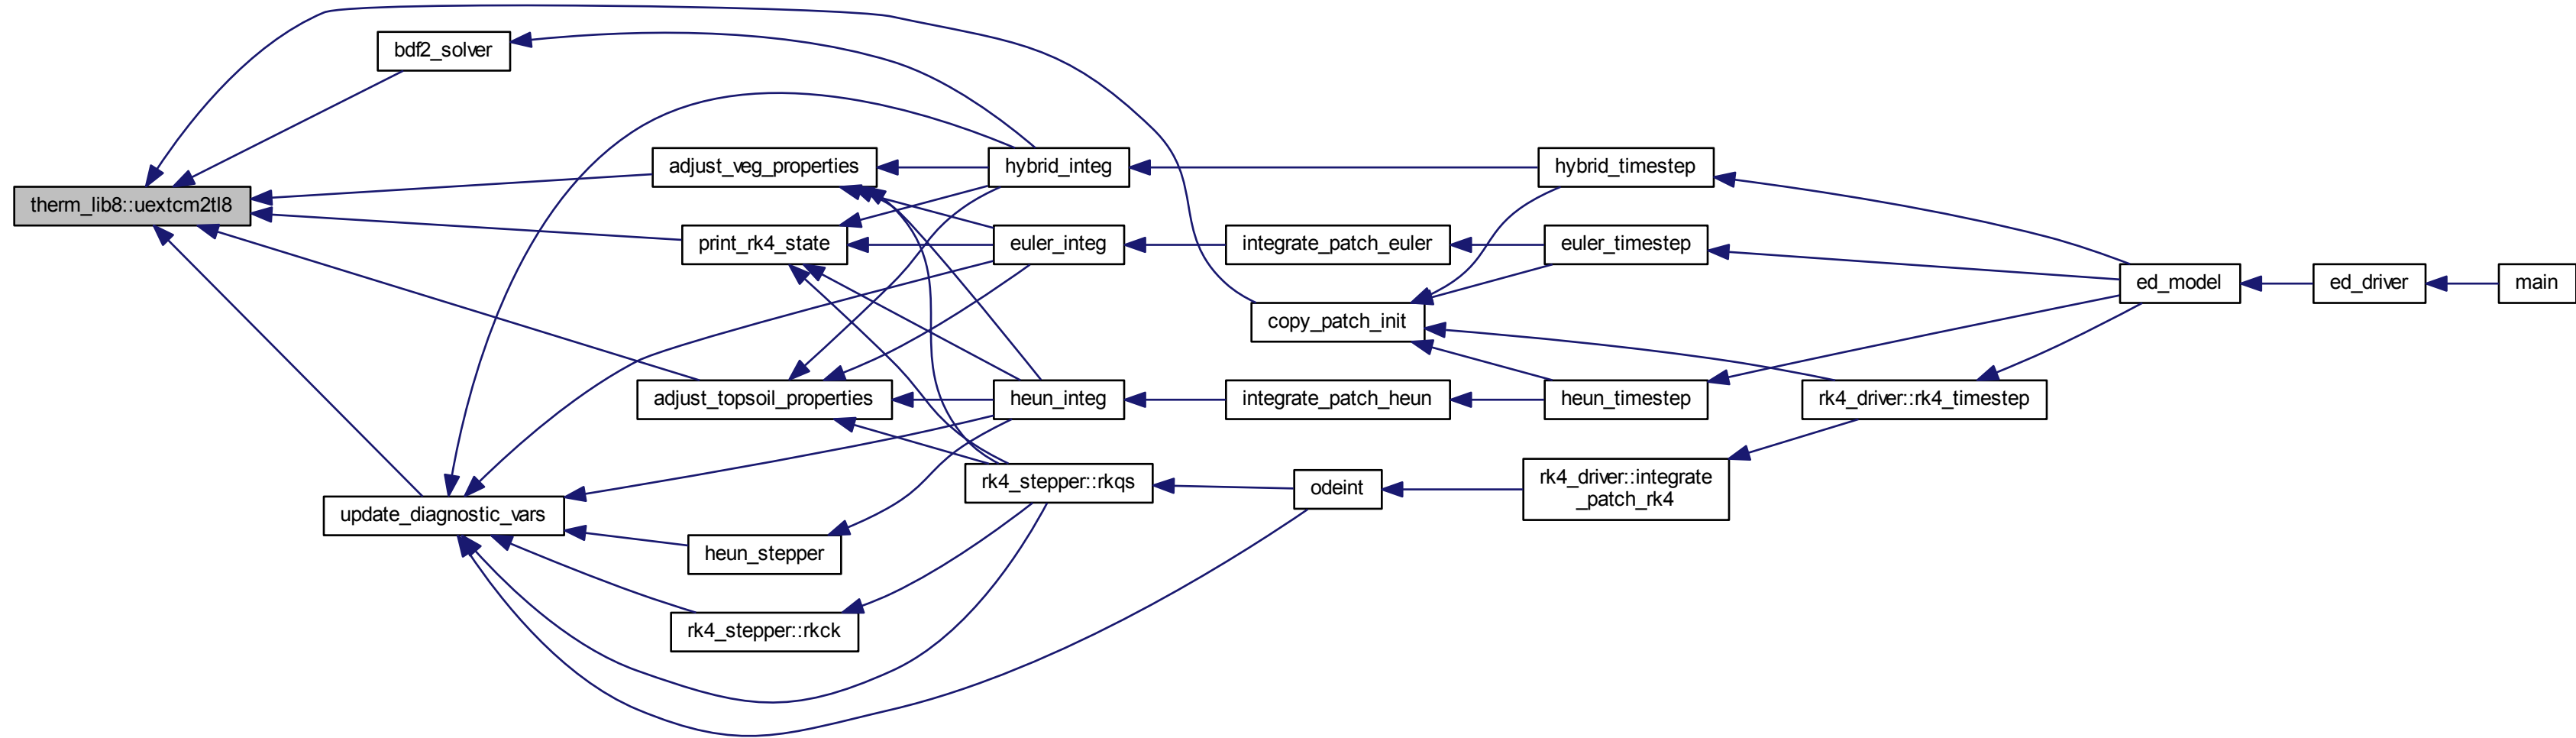 bdf2_solver
adjust_veg_properties
hybrid_integ
hybrid_timestep
therm_lib8::uextcm2tl8
print_rk4_state
euler_integ
integrate_patch_euler
euler_timestep
ed_model
ed_driver
main
copy_patch_init
adjust_topsoil_properties
heun_integ
integrate_patch_heun
heun_timestep
rk4_driver::rk4_timestep
rk4_stepper::rkqs
odeint
rk4_driver::integrate
_patch_rk4
update_diagnostic_vars
heun_stepper
rk4_stepper::rkck